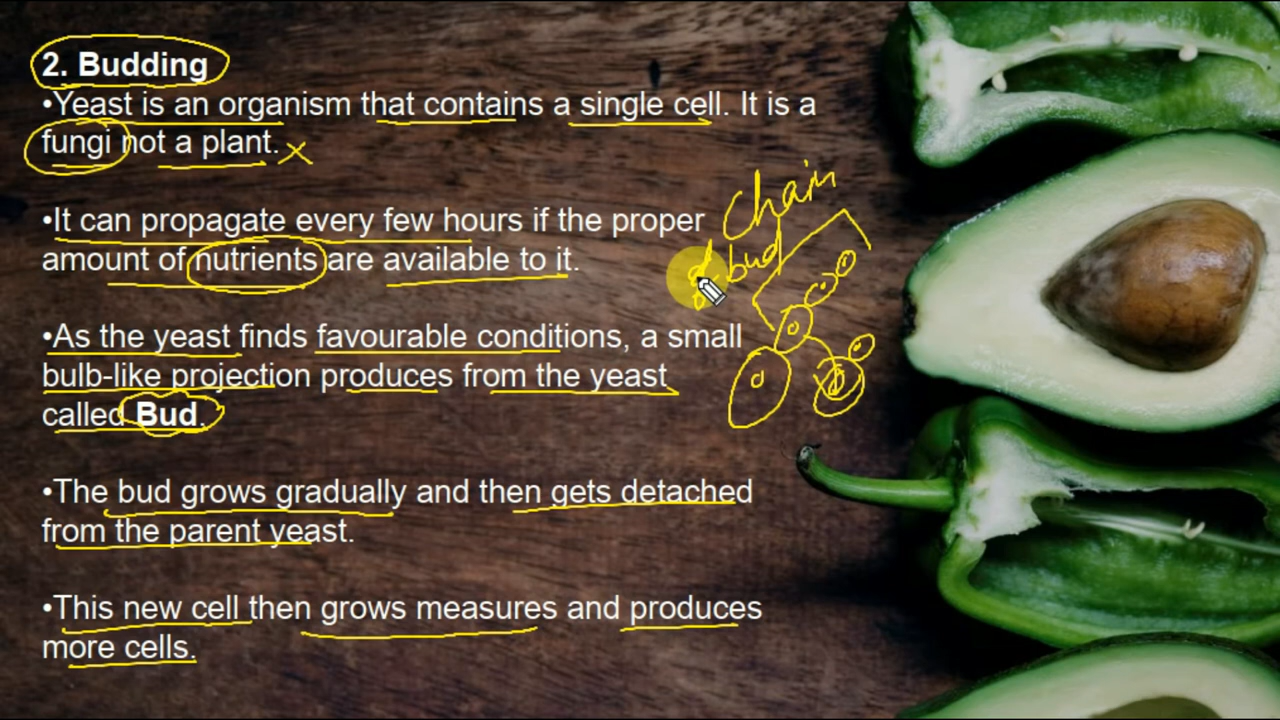 2. Budding
•Yeast is an organism that contains a single cell. It is a
fungi not a plant.
•It can propagate every few hours if the proper
amount of nutrients are available to it.
•As the yeast finds favourable conditions, a small
bulb-like projection produces from the yeast
called Bud.
•The bud grows gradually and then gets detached
from the parent yeast.
•This new cell then grows measures and produces
more cells.
Chain
of bud